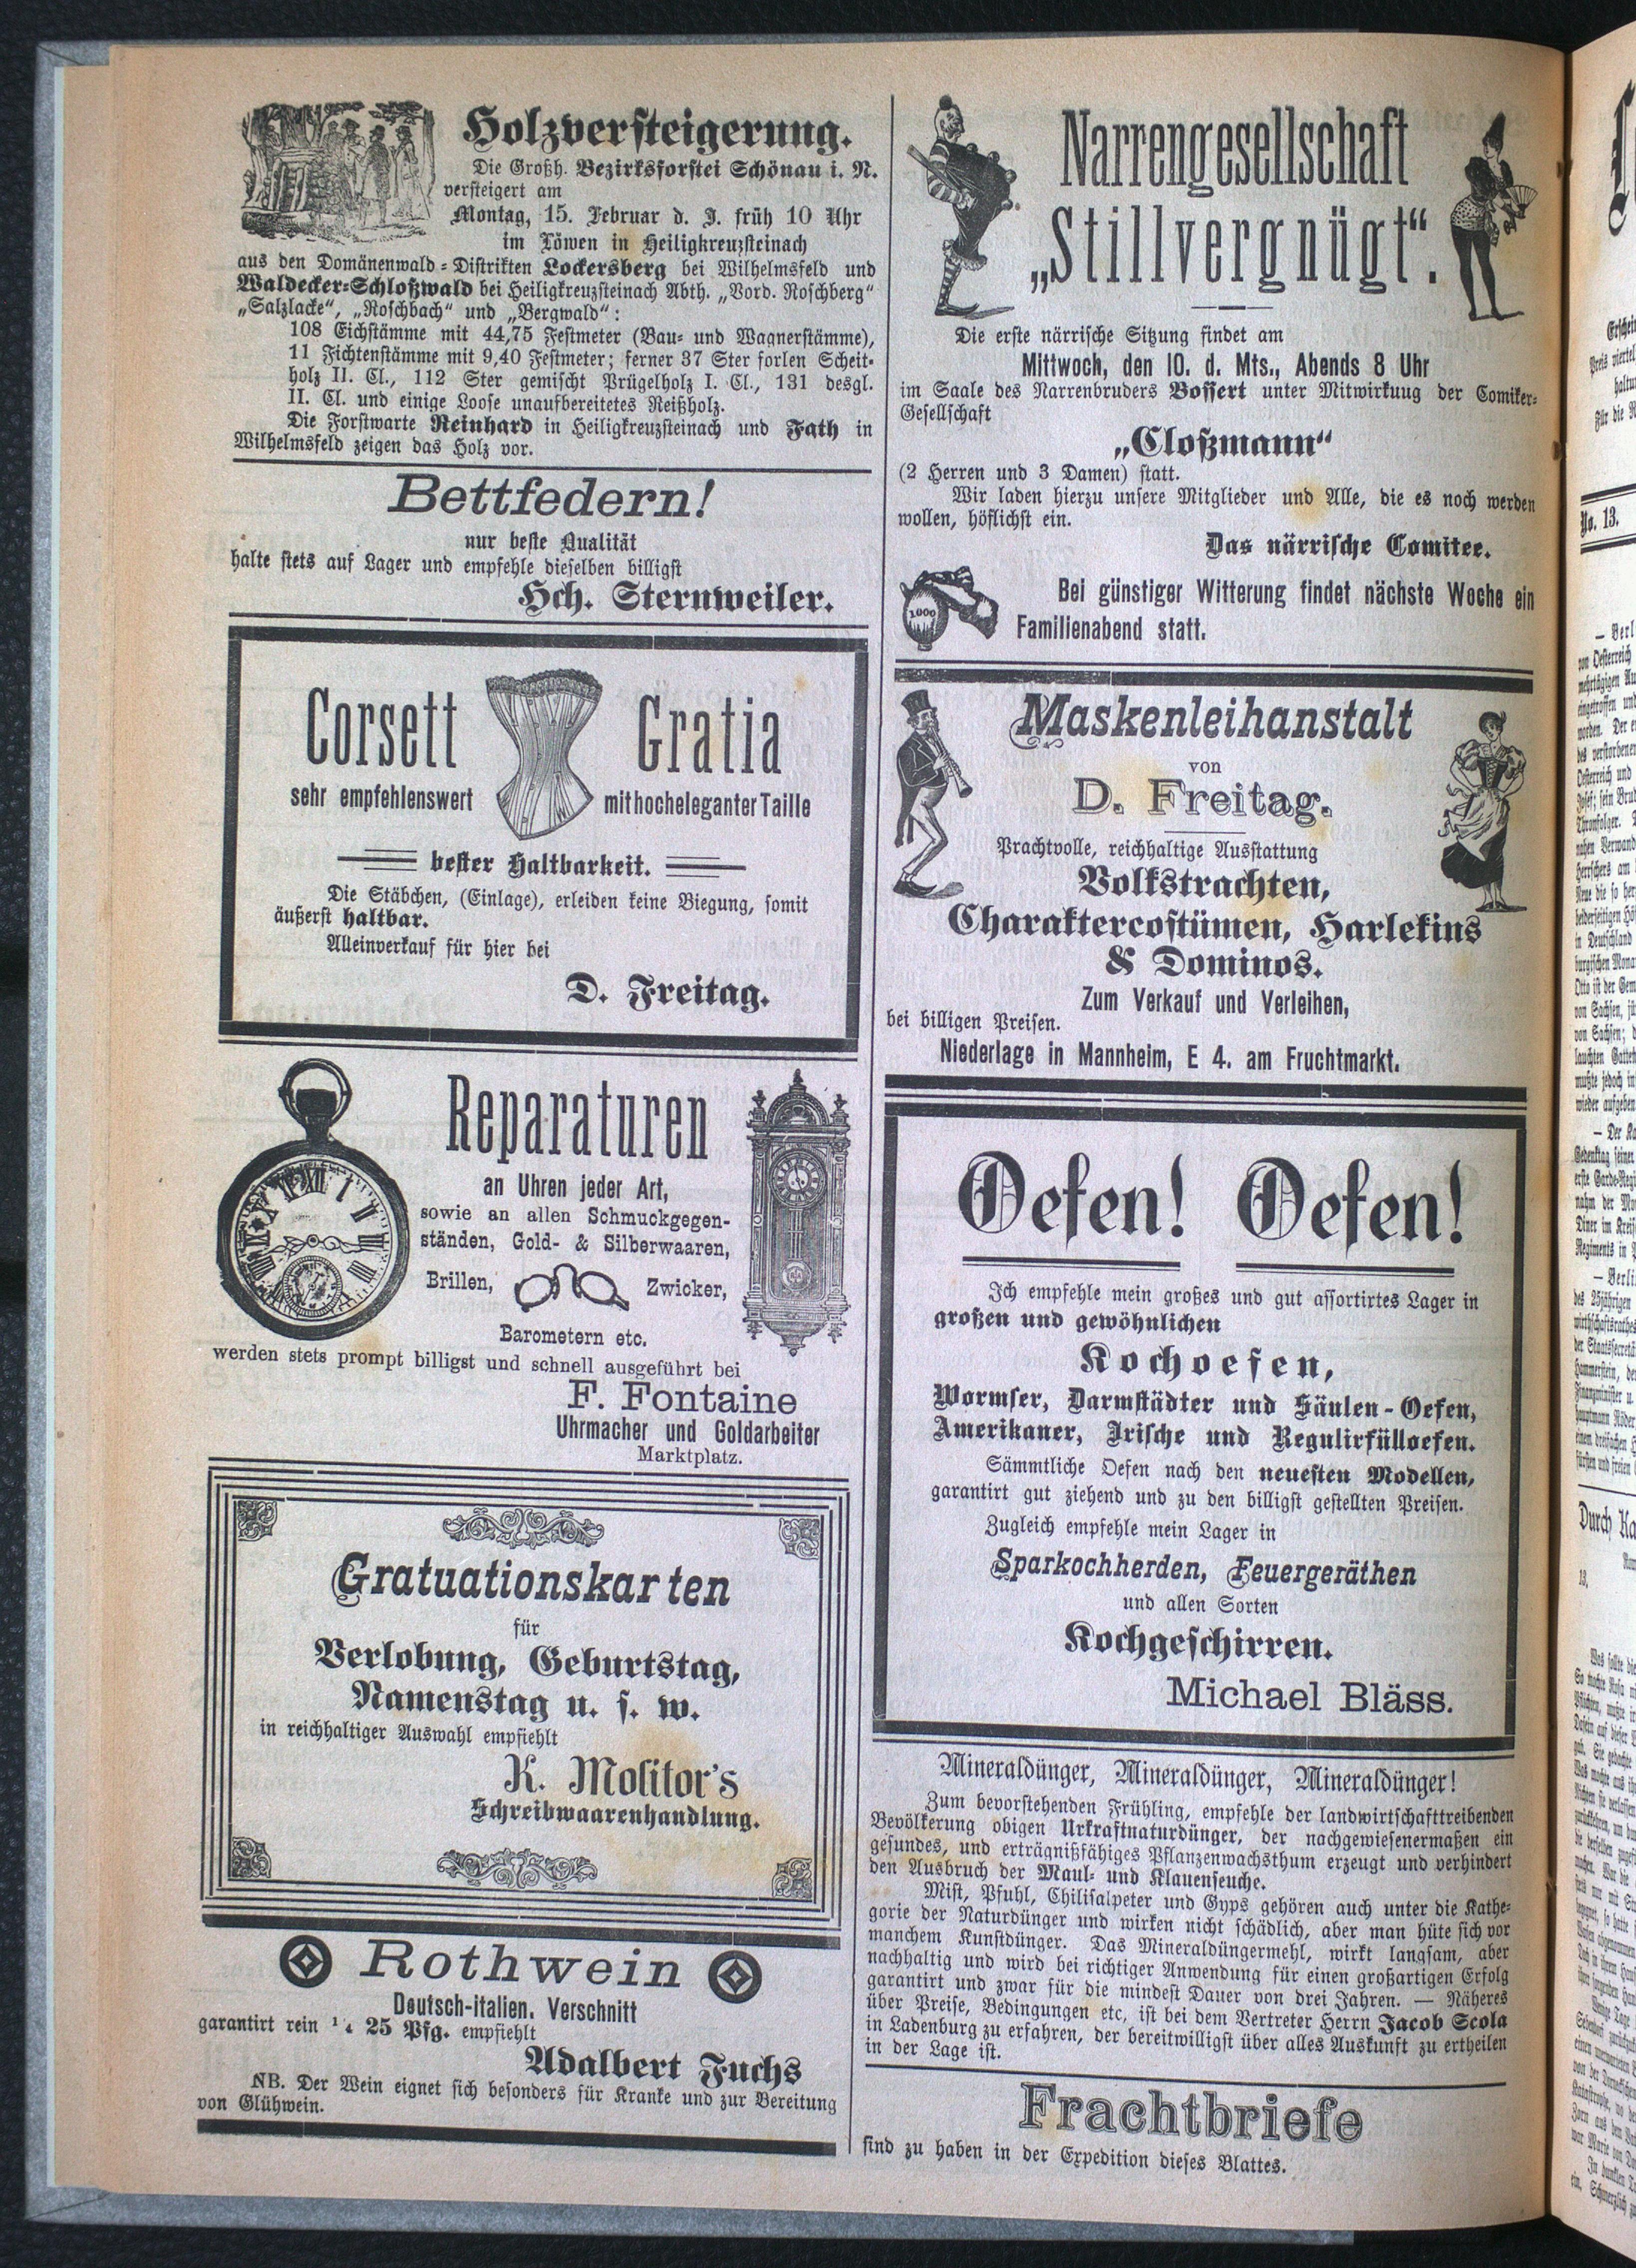 Holzversteigerung.
Die Großh. Bezirksforstei Schönau i. N.
versteigert am
Montag, 15. Februar d. J. früh 10 Uhr
im Löwen in Heiligkreuzsteinach
aus den Domänenwald-Distrikten Lockersberg bei Wilhelmsfeld und
Waldecker-Schloßwald bei Heiligkreuzsteinach Abth. „Vord. Roschberg“
„Salzlacke“, „Roschbach“ und „Bergwald“:
108 Eichstämme mit 44,75 Festmeter (Bau- und Wagnerstämme),
11 Fichtenstämme mit 9,40 Festmeter; ferner 37 Ster forlen Scheit-
holz II. Cl., 112 Ster gemischt Prügelholz I. Cl., 131 desgl.
II. Cl. und einige Loose unaufbereitetes Reißholz.
Die Forstwarte Reinhard in Heiligkreuzsteinach und Fath in
Wilhelmsfeld zeigen das Holz vor.
Bettfedern!
nur beste Qualität
halte stets auf Lager und empfehle dieselben billigst
Hch. Sternweiler.
Corsett Gratia
sehr empfehlenswert mit hocheleganter Taille
bester Haltbarkeit.
Die Stäbchen, (Einlage), erleiden keine Biegung, somit
äußerst haltbar.
Alleinverkauf für hier bei
D. Freitag.
Reparaturen
an Uhren jeder Art,
sowie an allen Schmuckgegen-
ständen, Gold- & Silberwaaren,
Brillen, Zwicker,
Barometern etc.
werden stets prompt billigst und schnell ausgeführt bei
F. Fontaine
Uhrmacher und Goldarbeiter
Marktplatz.
Gratuationskarten
für
Verlobung, Geburtstag,
Namenstag u. s. w.
in reichhaltiger Auswahl empfiehlt
K. Molitor's
Schreibwaarenhandlung.
Rothwein
Deutsch-italien. Verschnitt
garantirt rein 25 Pfg. empfiehlt
Adalbert Fuchs
NB. Der Wein eignet sich besonders für Kranke und zur Bereitung
von Glühwein.
Narrengesellschaft
„Stillvergnügt“.
Die erste närrische Sitzung findet am
Mittwoch, den 10. d. Mts., Abends 8 Uhr
im Saale des Narrenbruders Bossert unter Mitwirkuug der Comiker-
Gesellschaft
„Cloßmann“
(2 Herren und 3 Damen) statt.
Wir laden hierzu unsere Mitglieder und Alle, die es noch werden
wollen, höflichst ein.
Das närrische Comitee.
1000
Bei günstiger Witterung findet nächste Woche ein
Familienabend statt.
Maskenleihanstalt
von
D. Freitag.
Prachtvolle, reichhaltige Ausstattung
Volkstrachten,
Charaktercostümen, Harlekins
& Dominos.
Zum Verkauf und Verleihen,
bei billigen Preisen.
Niederlage in Mannheim, E 4. am Fruchtmarkt.
Oefen! Oefen!
Ich empfehle mein großes und gut assortirtes Lager in
großen und gewöhnlichen
Kochoefen,
Wormser, Darmstädter und Säulen-Oefen,
Amerikaner, Irische und Regulirfülloefen.
Sämmtliche Oefen nach den neuesten Modellen,
garantirt gut ziehend und zu den billigst gestellten Preisen.
Zugleich empfehle mein Lager in
Sparkochherden, Feuergeräthen
und allen Sorten
Kochgeschirren.
Michael Bläss.
Mineraldünger, Mineraldünger, Mineraldünger!
Zum bevorstehenden Frühling, empfehle der landwirtschafttreibenden
Bevölkerung obigen Urkraftnaturdünger, der nachgewiesenermaßen ein
gesundes, und erträgnißfähiges Pflanzenwachsthum erzeugt und verhindert
den Ausbruch der Maul- und Klauenseuche.
Mist, Pfuhl, Chilisalpeter und Gyps gehören auch unter die Kathe-
gorie der Naturdünger und wirken nicht schädlich, aber man hüte sich vor
manchem Kunstdünger. Das Mineraldüngermehl, wirkt langsam, aber
nachhaltig und wird bei richtiger Anwendung für einen großartigen Erfolg
garantirt und zwar für die mindest Dauer von drei Jahren. — Näheres
über Preise, Bedingungen etc, ist bei dem Vertreter Herrn Jacob Scola
in Ladenburg zu erfahren, der bereitwilligst über alles Auskunft zu ertheilen
in der Lage ist.
Frachtbriefe
sind zu haben in der Expedition dieses Blattes.
No. 13.